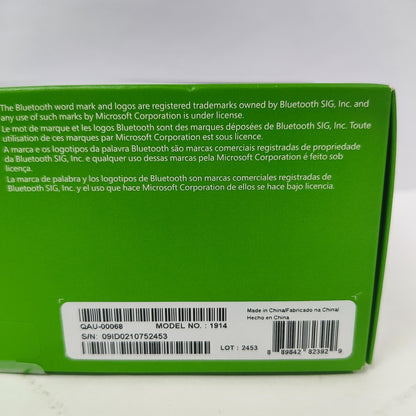 The Bluetooth word mark and logos are registered trademarks owned by Bluetooth SIG, Inc. and
any use of such marks by Microsoft Corporation is under license.
Le mot de marque et les logos Bluetooth sont des marques déposées de Bluetooth SIG, Inc. Toute
utilisation de ces marques par Microsoft Corporation est sous licence.
A marca e os logotipos da palavra Bluetooth são marcas comerciais registradas de propriedade
da Bluetooth SIG, Inc. e qualquer uso dessas marcas pela Microsoft Corporation é feito sob
licença.
La marca de palabra y los logotipos de Bluetooth son marcas comerciales registradas de
Bluetooth SIG, Inc. y el uso que hace Microsoft Corporation de ellos se hace bajo licencia.
QAU-00068 MODEL NO. : 1914
S/N: 09ID0210752453
LOT : 2453
Made in China/Fabricado na China/
Hecho en China
8 89842 82392 9